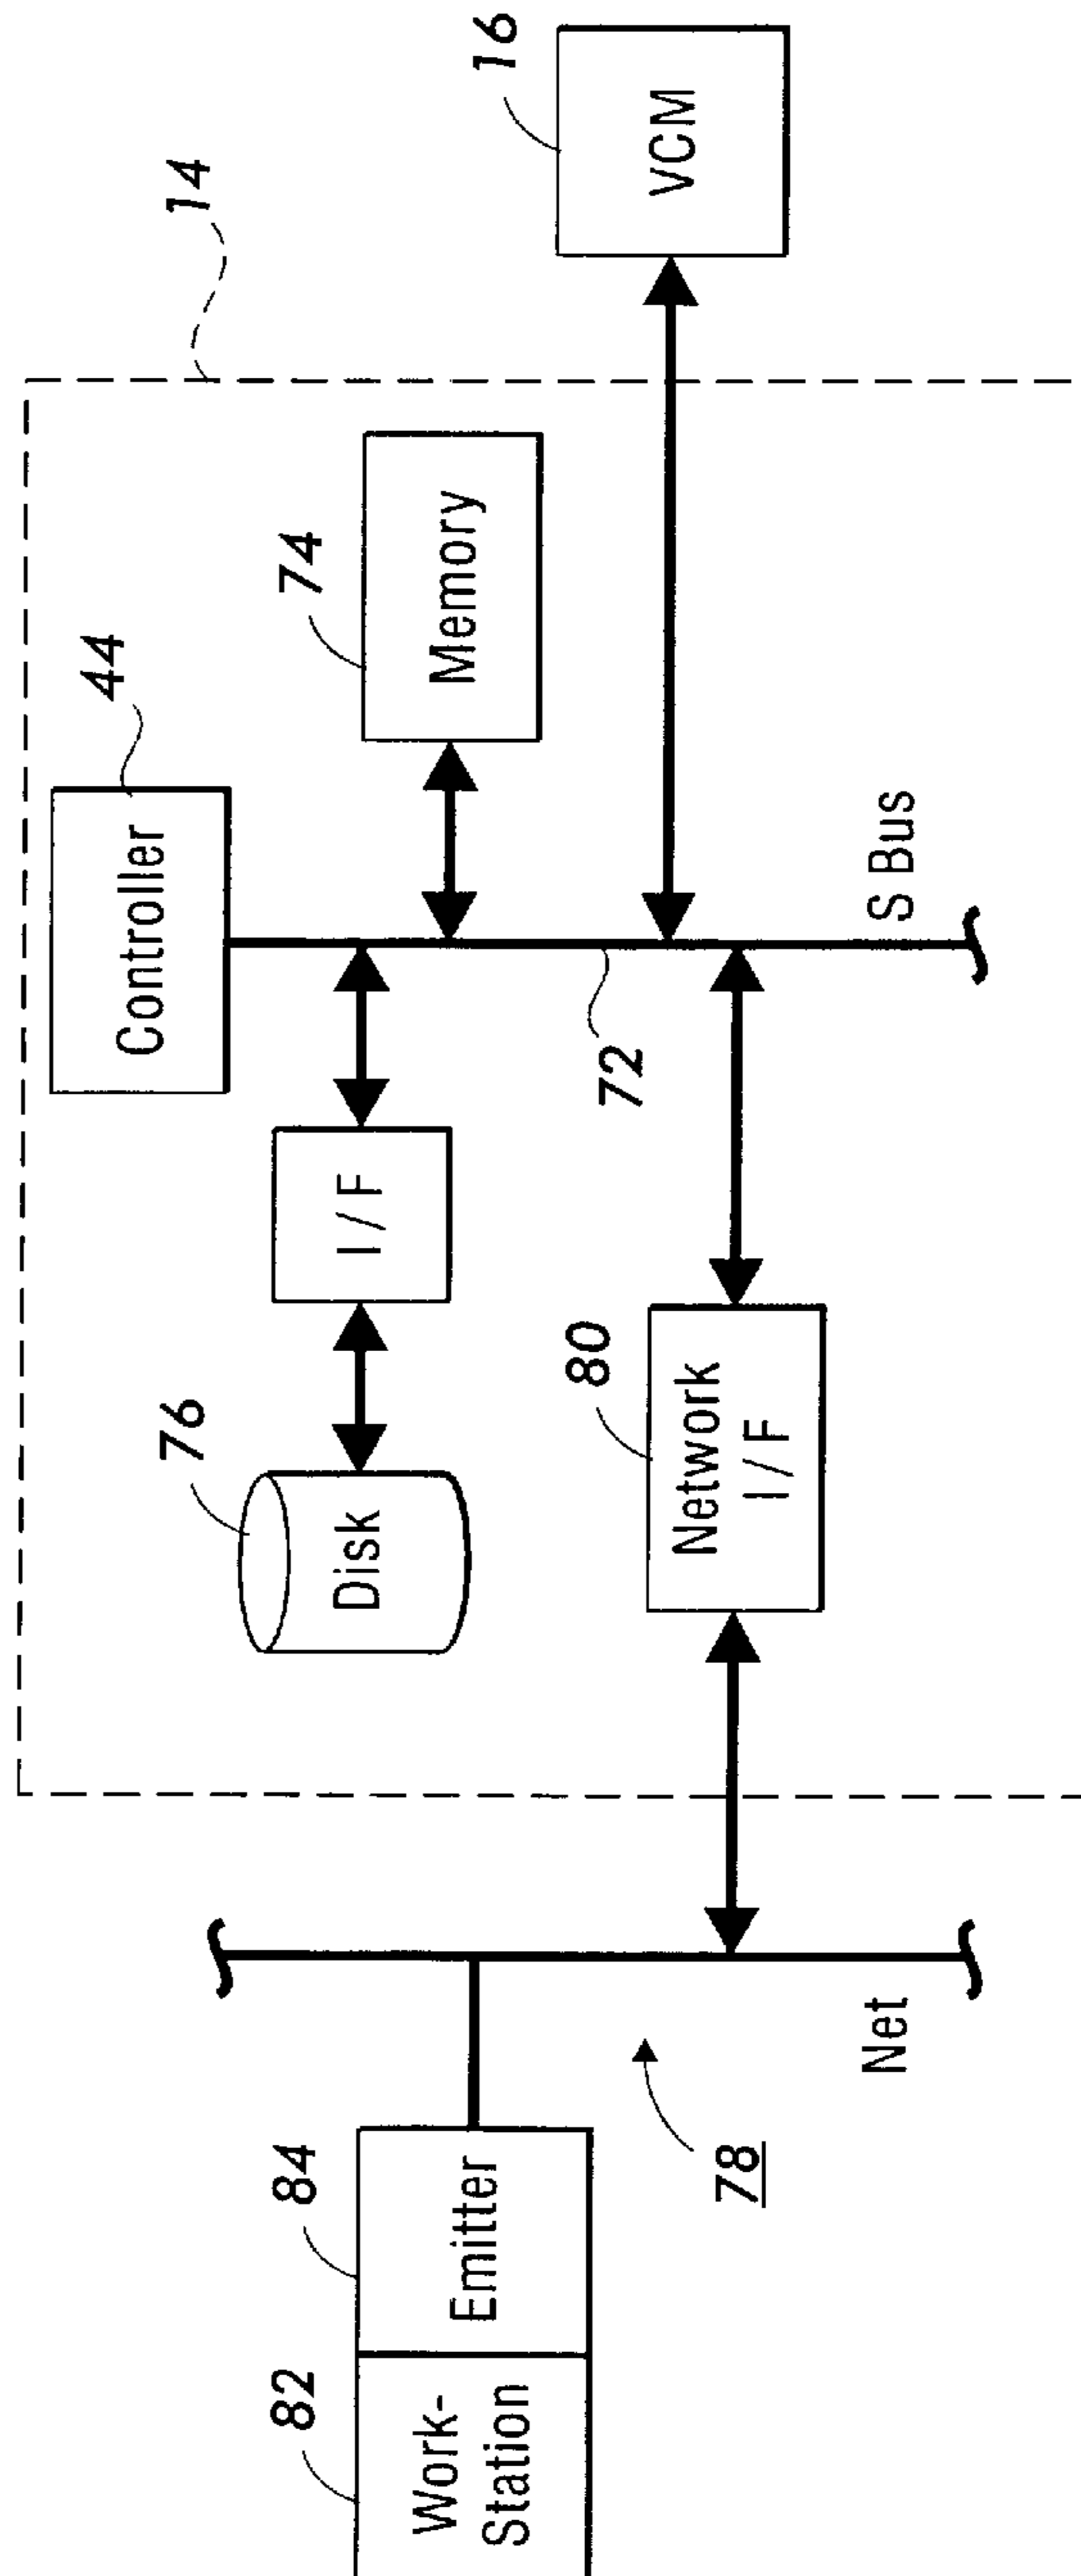 14
16
44
Controller
74
Memory
VCM
76
Disk
I/F
72
S Bus
80
Network
I/F
82
84
Work-
Station
Emitter
78
Net